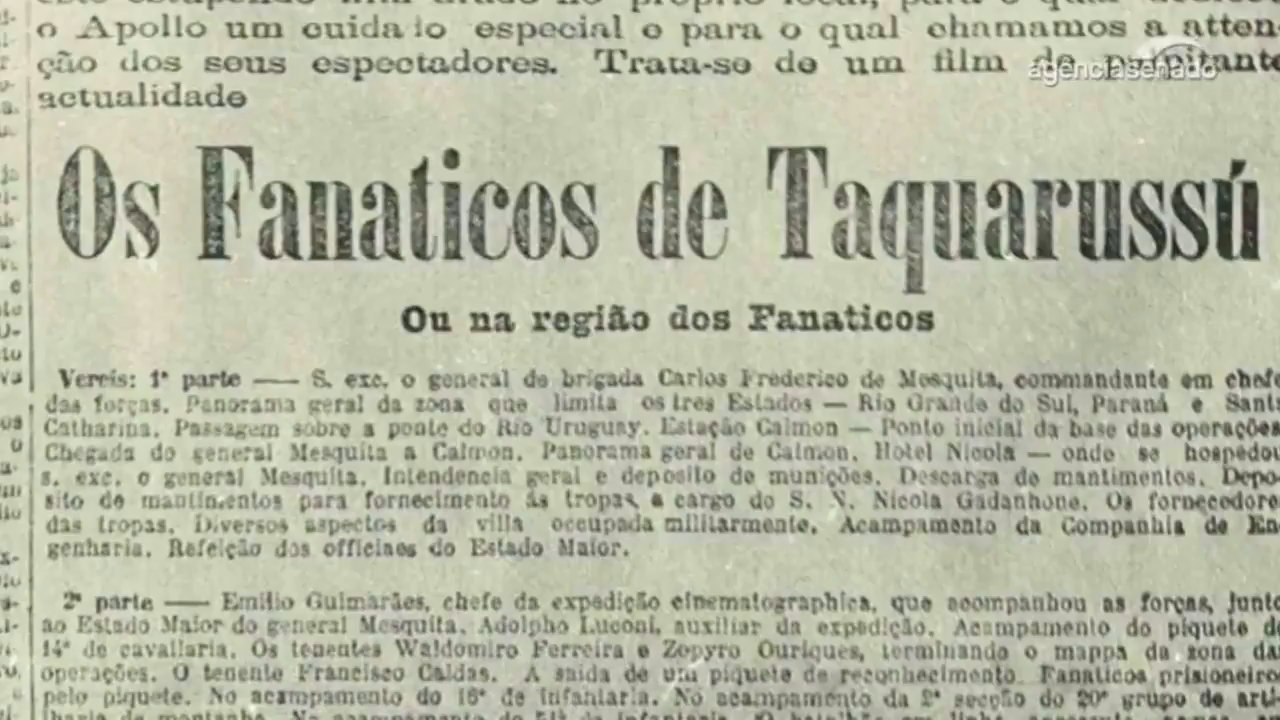 o Apollo um cuidaio especial e para o qual chamamos a atten-
ção dos seus espectadores. Trata-se de um film de palpitante
agênciasenado
actualidade
Os Fanaticos de Taquarussú
Ou na região dos Fanaticos
Vereis: 1ª parte — S. exc. o general de brigada Carlos Frederico de Mesquita, commandante em chefe
das forças. Panorama geral da zona que limita os tres Estados — Rio Grande do Sul, Paraná e Santa
Catharina. Passagem sobre a ponte do Rio Uruguay. Estação Calmon — Ponto inicial da base das operações
Chegada do general Mesquita a Calmon. Panorama geral de Calmon. Hotel Nicola — onde se hospedou
s. exc. o general Mesquita. Intendencia geral e deposito de munições. Descarga de mantimentos. Depo-
sito de mantimentos para fornecimento ás tropas a cargo do S. N. Nicola Gadanhone. Os fornecedores
das tropas. Diversos aspectos da villa occupada militarmente. Acampamento da Companhia de En-
genharia. Refeição dos officiaes do Estado Maior.
2ª parte — Emilio Guimarães, chefe da expedição cinematographica, que acompanhou as forças, junto
ao Estado Maior do general Mesquita. Adolpho Luconi, auxiliar da expedição. Acampamento do piquete do
14º de cavallaria. Os tenentes Waldomiro Ferreira e Zopyro Ouriques, terminando o mappa da zona das
operações. O tenente Francisco Caldas. A saida de um piquete de reconhecimento. Fanaticos prisioneiros
pelo piquete. No acampamento do 16º de infantaria. No acampamento da 2ª secção do 20º grupo de arti-